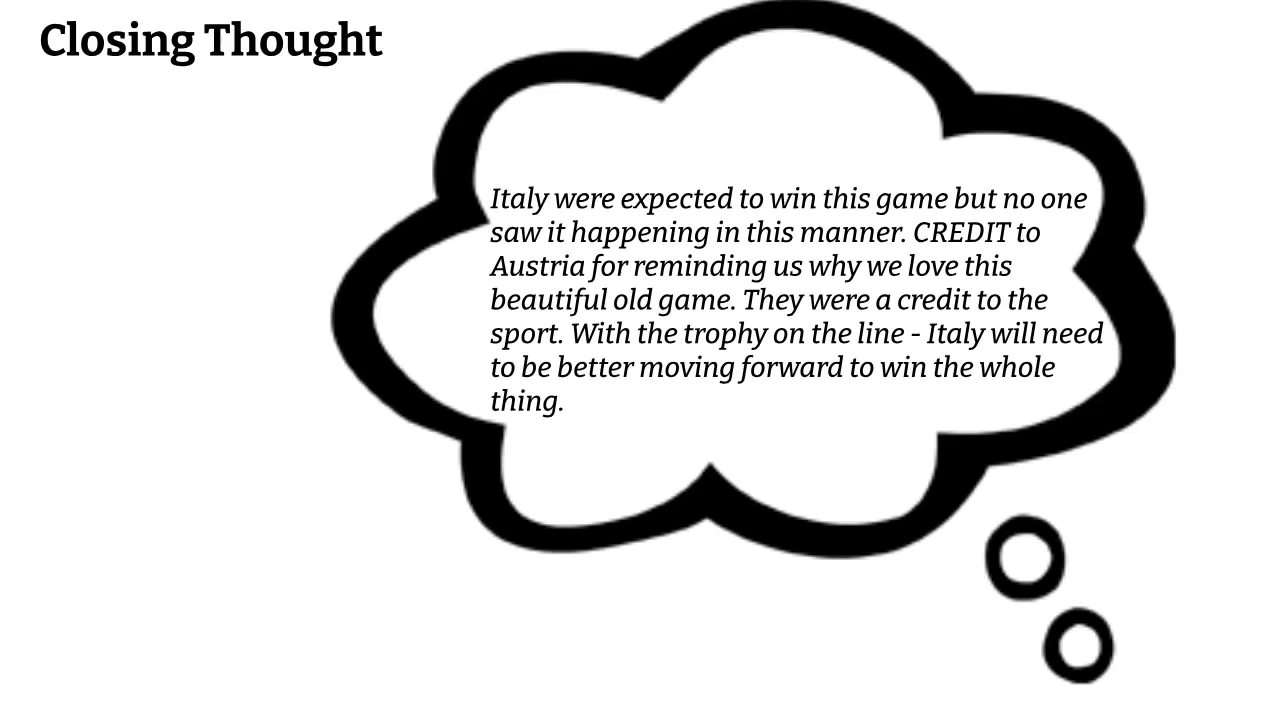 Closing Thought
Italy were expected to win this game but no one
saw it happening in this manner. CREDIT to
Austria for reminding us why we love this
beautiful old game. They were a credit to the
sport. With the trophy on the line - Italy will need
to be better moving forward to win the whole
thing.